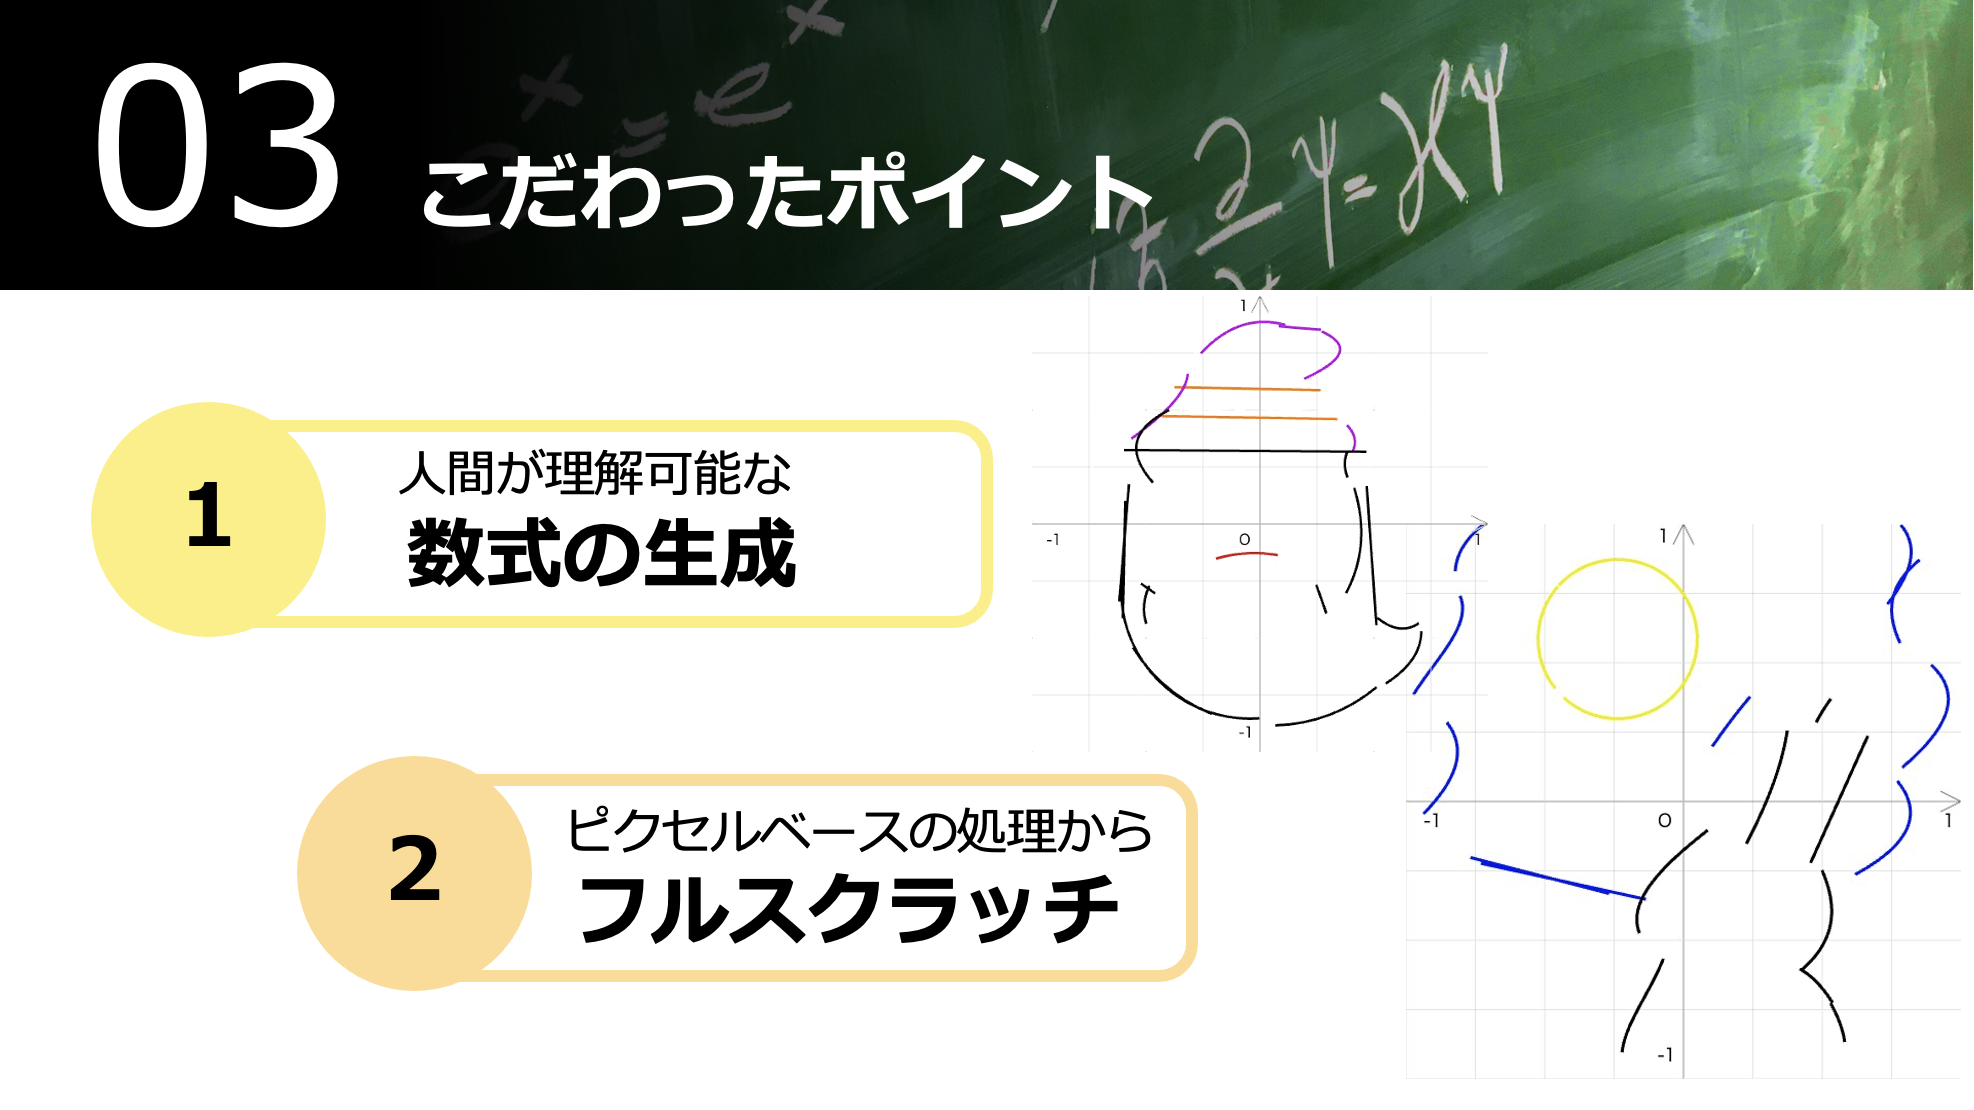 03 こだわったポイント
1
人間が理解可能な
数式の生成
2
ピクセルベースの処理から
フルスクラッチ
1
-1 0 1
-1
1
-1 0 1
-1